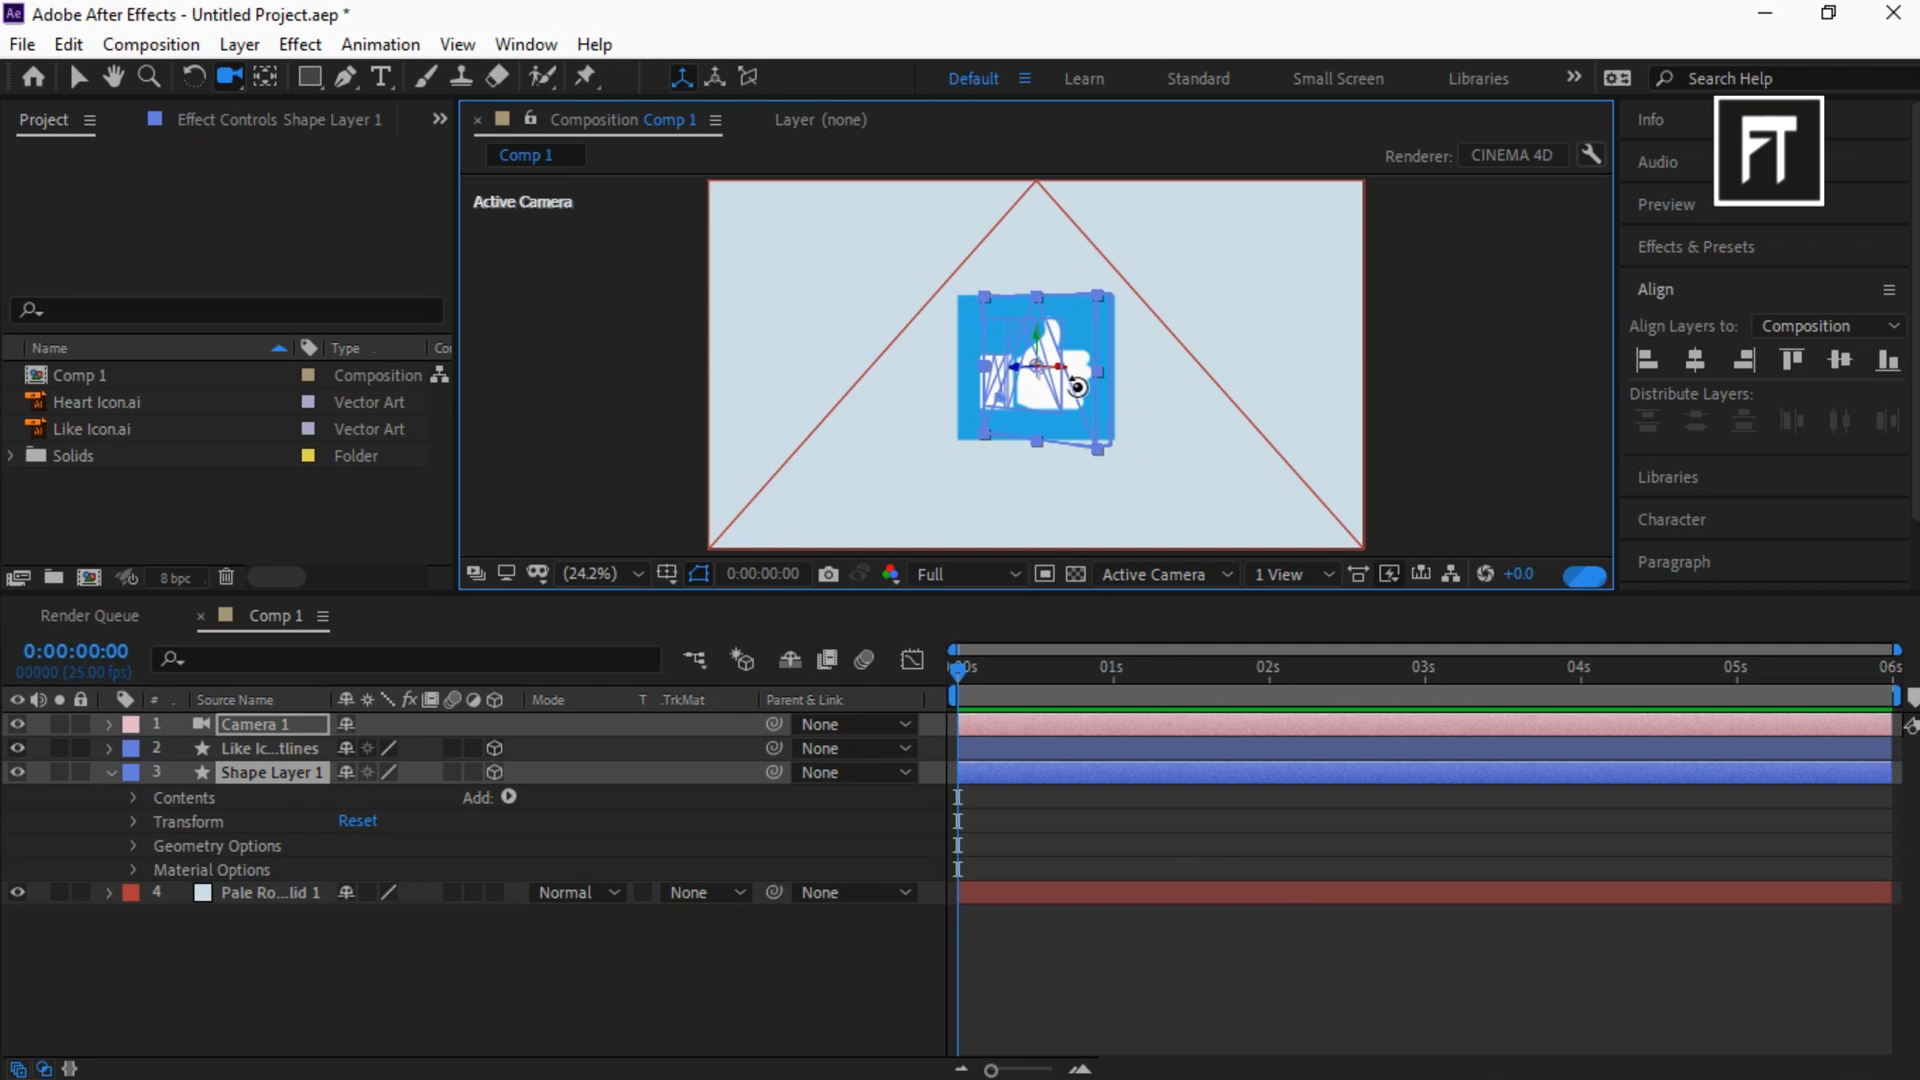 Ae Adobe After Effects - Untitled Project.aep *
File Edit Composition Layer Effect Animation View Window Help
T Default Learn Standard Small Screen Libraries Search Help
Project Effect Controls Shape Layer 1 Composition Comp 1 Layer (none) Info
FT
Comp 1 Renderer: CINEMA 4D Audio
Active Camera Preview
Effects & Presets
Align
Align Layers to: Composition
Name Type Co
Comp 1 Composition
Heart Icon.ai Vector Art Distribute Layers:
Like Icon.ai Vector Art
Solids Folder
Libraries
Character
Paragraph
8 bpc (24.2%) 0:00:00:00 Full Active Camera 1 View +0.0
Render Queue Comp 1
0:00:00:00
00000 (25.00 fps) 00s 01s 02s 03s 04s 05s 06s
# Source Name fx Mode T .TrkMat Parent & Link
1 Camera 1 None
2 Like Ic...tlines None
3 Shape Layer 1 None
Contents Add:
Transform Reset
Geometry Options
Material Options
4 Pale Ro...lid 1 Normal None None